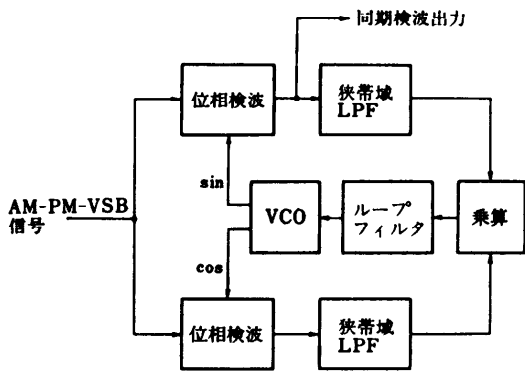 同期検波出力
位相検波
狭帯域
LPF
sin
AM-PM-VSB
信号
VCO
ループ
フィルタ
乗算
cos
位相検波
狭帯域
LPF